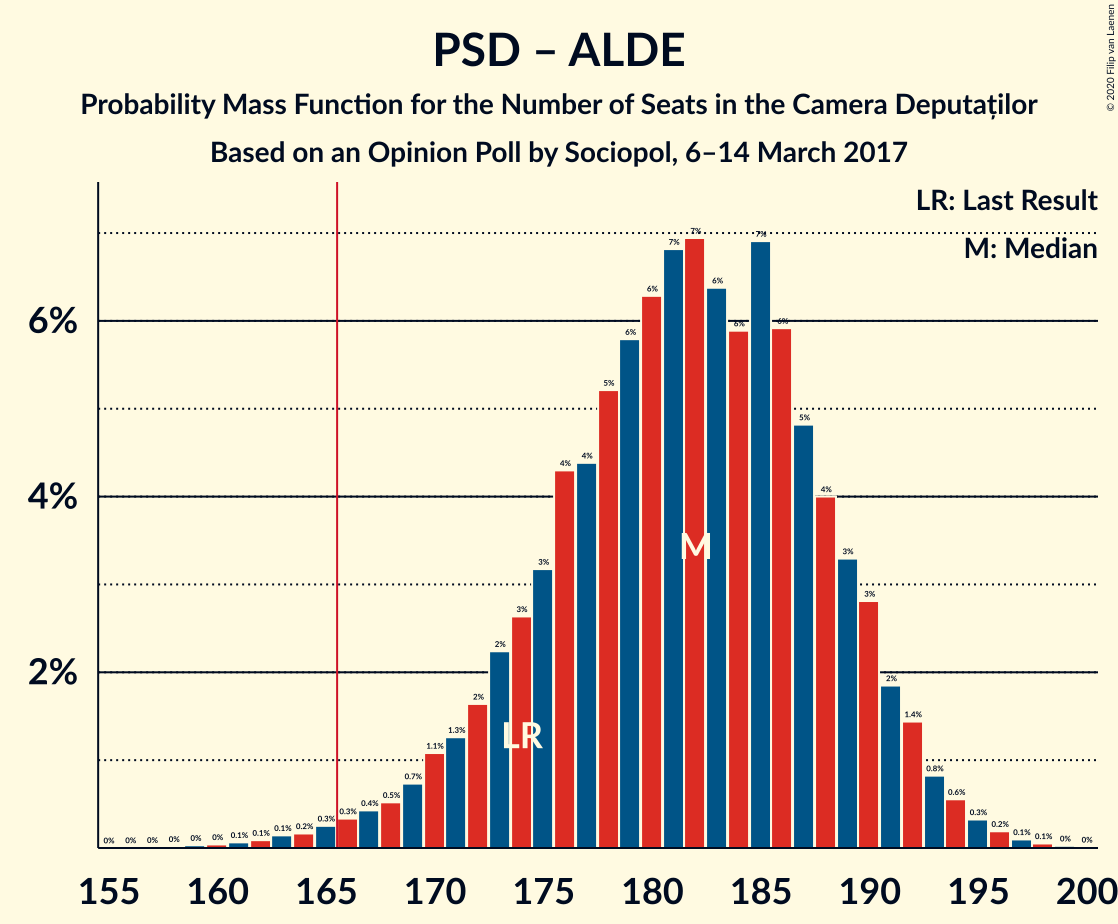 PSD – ALDE
Probability Mass Function for the Number of Seats in the Camera Deputaților
Based on an Opinion Poll by Sociopol, 6–14 March 2017
© 2020 Filip van Laenen
LR: Last Result
M: Median
6%
4%
2%
0% 0% 0% 0% 0% 0% 0.1% 0.1% 0.1% 0.2% 0.3% 0.3% 0.4% 0.5% 0.7% 1.1% 1.3% 2% 2% 3% 3% 4% 4% 5% 6% 6% 7% 7% 6% 6% 7% 6% 5% 4% 3% 3% 2% 1.4% 0.8% 0.6% 0.3% 0.2% 0.1% 0.1% 0% 0%
M
LR
155 160 165 170 175 180 185 190 195 200